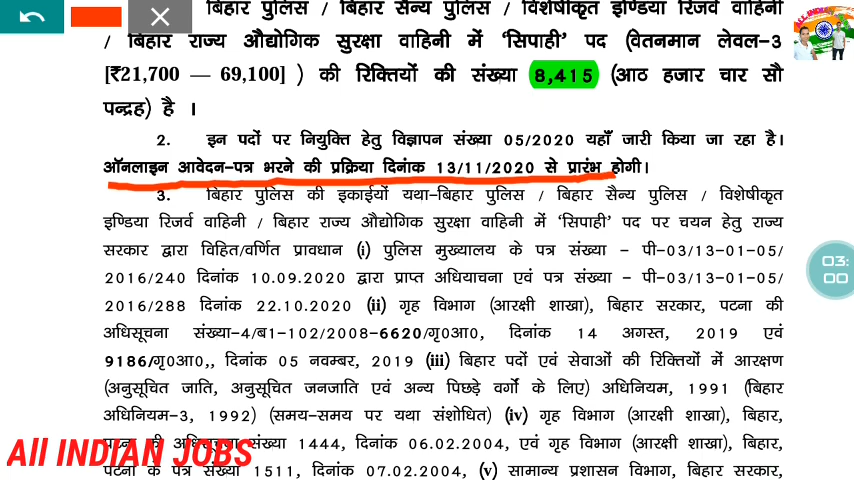 बिहार पुलिस / बिहार सैन्य पुलिस / विशेषीकृत इण्डिया रिजर्व वाहिनी
/ बिहार राज्य औद्योगिक सुरक्षा वाहिनी में ‘सिपाही’ पद (वेतनमान लेवल-3
[₹21,700 — 69,100] ) की रिक्तियों की संख्या 8,415 (आठ हजार चार सौ
पन्द्रह) है ।
2. इन पदों पर नियुक्ति हेतु विज्ञापन संख्या 05/2020 यहाँ जारी किया जा रहा है।
ऑनलाइन आवेदन-पत्र भरने की प्रक्रिया दिनांक 13/11/2020 से प्रारंभ होगी।
3. बिहार पुलिस की इकाईयों यथा-बिहार पुलिस / बिहार सैन्य पुलिस / विशेषीकृत
इण्डिया रिजर्व वाहिनी / बिहार राज्य औद्योगिक सुरक्षा वाहिनी में ‘सिपाही’ पद पर चयन हेतु राज्य
सरकार द्वारा विहित/वर्णित प्रावधान (i) पुलिस मुख्यालय के पत्र संख्या - पी-03/13-01-05/
2016/240 दिनांक 10.09.2020 द्वारा प्राप्त अधियाचना एवं पत्र संख्या - पी-03/13-01-05/
2016/288 दिनांक 22.10.2020 (ii) गृह विभाग (आरक्षी शाखा), बिहार सरकार, पटना की
अधिसूचना संख्या-4/ब1-102/2008-6620/गृ0आ0, दिनांक 14 अगस्त, 2019 एवं
9186/गृ0आ0,, दिनांक 05 नवम्बर, 2019 (iii) बिहार पदों एवं सेवाओं की रिक्तियों में आरक्षण
(अनुसूचित जाति, अनुसूचित जनजाति एवं अन्य पिछड़े वर्गों के लिए) अधिनियम, 1991 (बिहार
अधिनियम-3, 1992) (समय-समय पर यथा संशोधित) (iv) गृह विभाग (आरक्षी शाखा), बिहार,
पटना की अधिसूचना संख्या 1444, दिनांक 06.02.2004, एवं गृह विभाग (आरक्षी शाखा), बिहार,
पटना के पत्र संख्या 1511, दिनांक 07.02.2004, (v) सामान्य प्रशासन विभाग, बिहार सरकार,
03:
00
All INDIAN JOBS